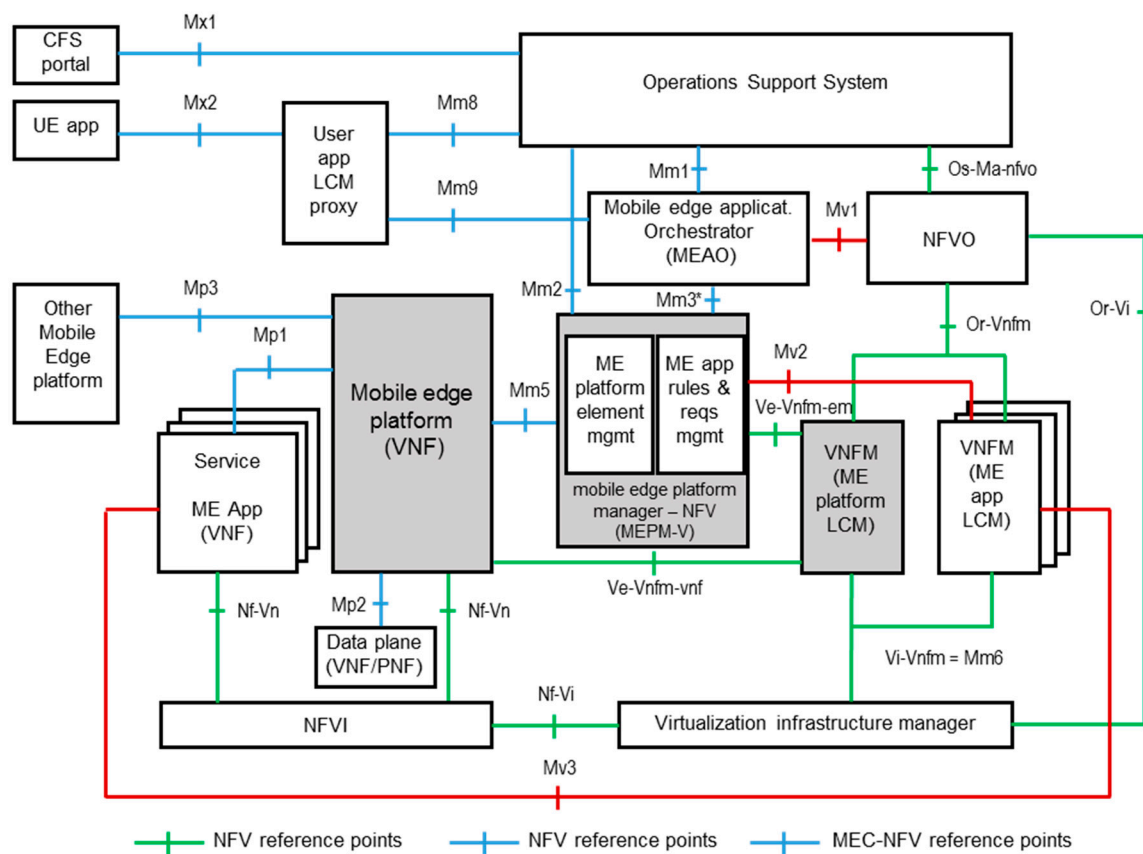 Mx1
CFS
portal
Operations Support System
Mx2
UE app
User
app
LCM
proxy
Mm8
Mm9
Mm1
Os-Ma-nfvo
Mobile edge applicat.
Orchestrator
(MEAO)
Mv1
NFVO
Mm2
Mm3*
Or-Vnfm
Or-Vi
Other
Mobile
Edge
platform
Mp3
Mp1
Mobile edge
platform
(VNF)
Mm5
ME
platform
element
mgmt
ME app
rules &
reqs
mgmt
mobile edge platform
manager – NFV
(MEPM-V)
Mv2
Ve-Vnfm-em
VNFM
(ME
platform
LCM)
VNFM
(ME
app
LCM)
Service
ME App
(VNF)
Ve-Vnfm-vnf
Nf-Vn
Mp2
Nf-Vn
Data plane
(VNF/PNF)
Vi-Vnfm = Mm6
NFVI
Nf-Vi
Virtualization infrastructure manager
Mv3
NFV reference points
NFV reference points
MEC-NFV reference points